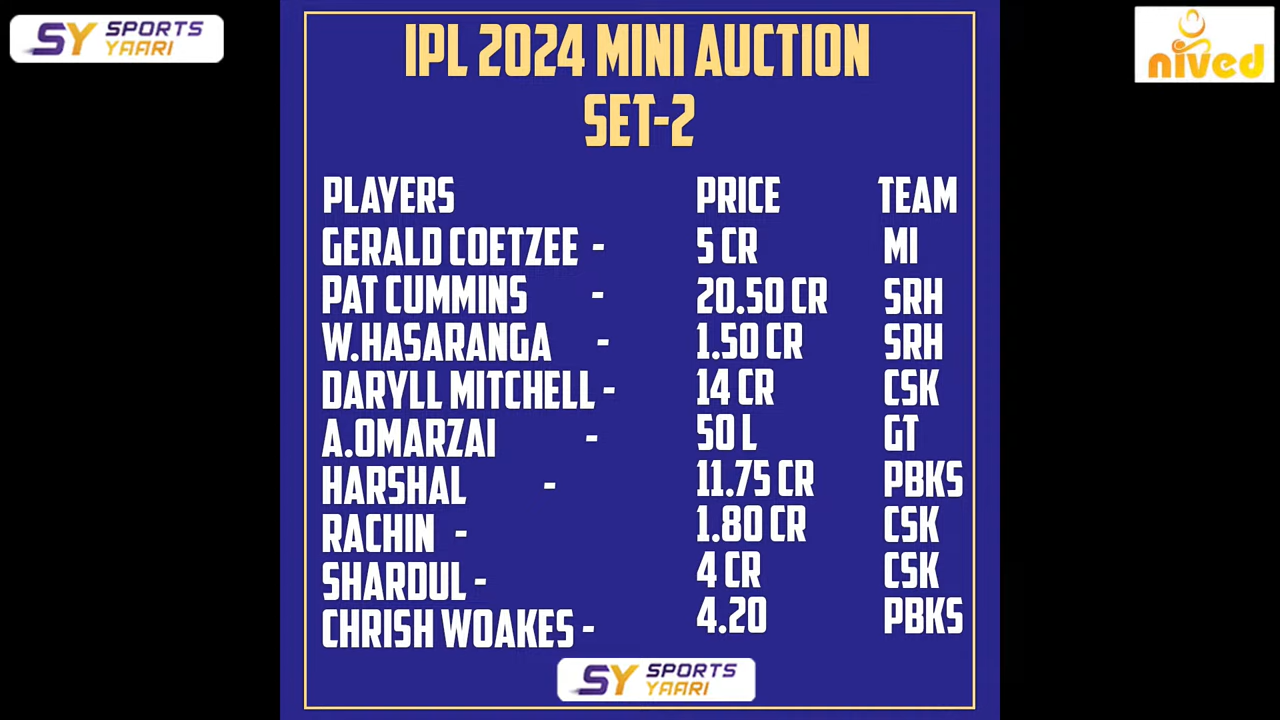 SY SPORTS YAARI
nived
IPL 2024 MINI AUCTION
SET-2
PLAYERS PRICE TEAM
GERALD COETZEE - 5 CR MI
PAT CUMMINS - 20.50 CR SRH
W.HASARANGA - 1.50 CR SRH
DARYLL MITCHELL - 14 CR CSK
A.OMARZAI - 50 L GT
HARSHAL - 11.75 CR PBKS
RACHIN - 1.80 CR CSK
SHARDUL - 4 CR CSK
CHRISH WOAKES - 4.20 PBKS
SY SPORTS YAARI